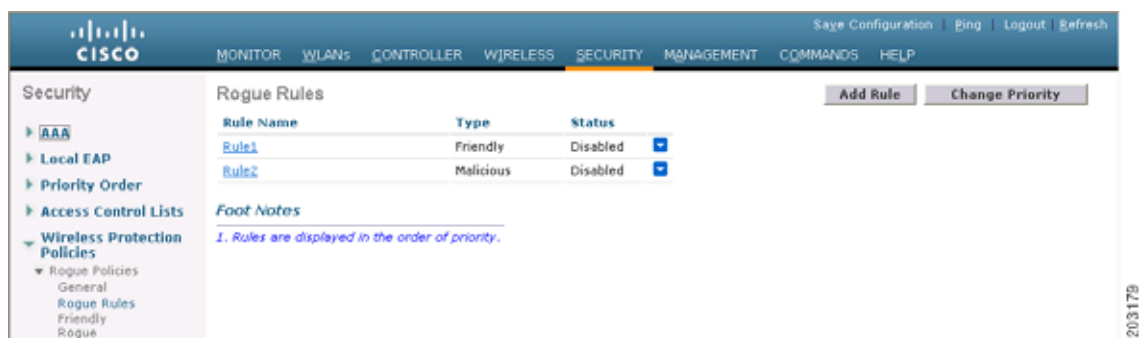 Save Configuration | Ping | Logout | Refresh
CISCO
MONITOR WLANs CONTROLLER WIRELESS SECURITY MANAGEMENT COMMANDS HELP
Security
Rogue Rules
Add Rule
Change Priority
Rule Name Type Status
Rule1 Friendly Disabled
Rule2 Malicious Disabled
Foot Notes
1. Rules are displayed in the order of priority.
AAA
Local EAP
Priority Order
Access Control Lists
Wireless Protection
Policies
Rogue Policies
General
Rogue Rules
Friendly
Rogue
203179